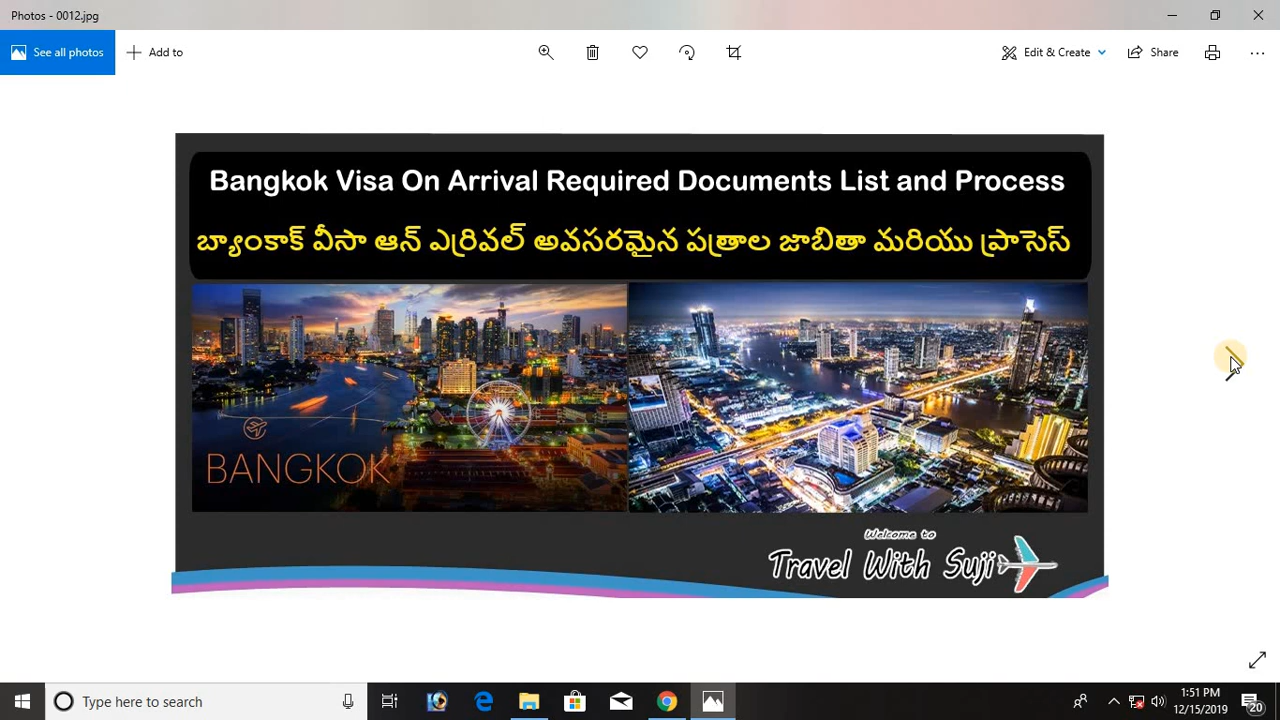 Photos - 0012.jpg
See all photos
Add to
Edit & Create
Share
Bangkok Visa On Arrival Required Documents List and Process
బ్యాంకాక్ వీసా ఆన్ ఎర్రివల్ అవసరమైన పత్రాల జాబితా మరియు ప్రాసెస్
BANGKOK
Welcome to
Travel With Suji
Type here to search
1:51 PM
12/15/2019
20